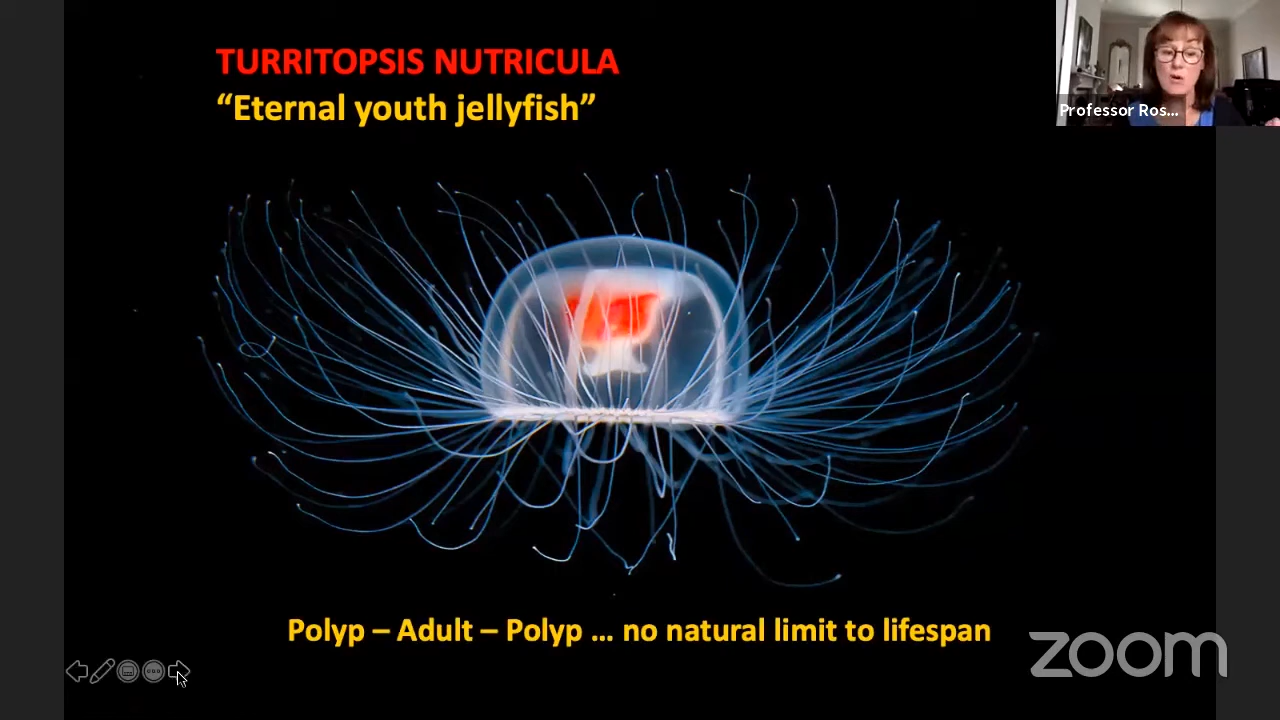 TURRITOPSIS NUTRICULA
“Eternal youth jellyfish”
Professor Ros...
Polyp – Adult – Polyp … no natural limit to lifespan
zoom